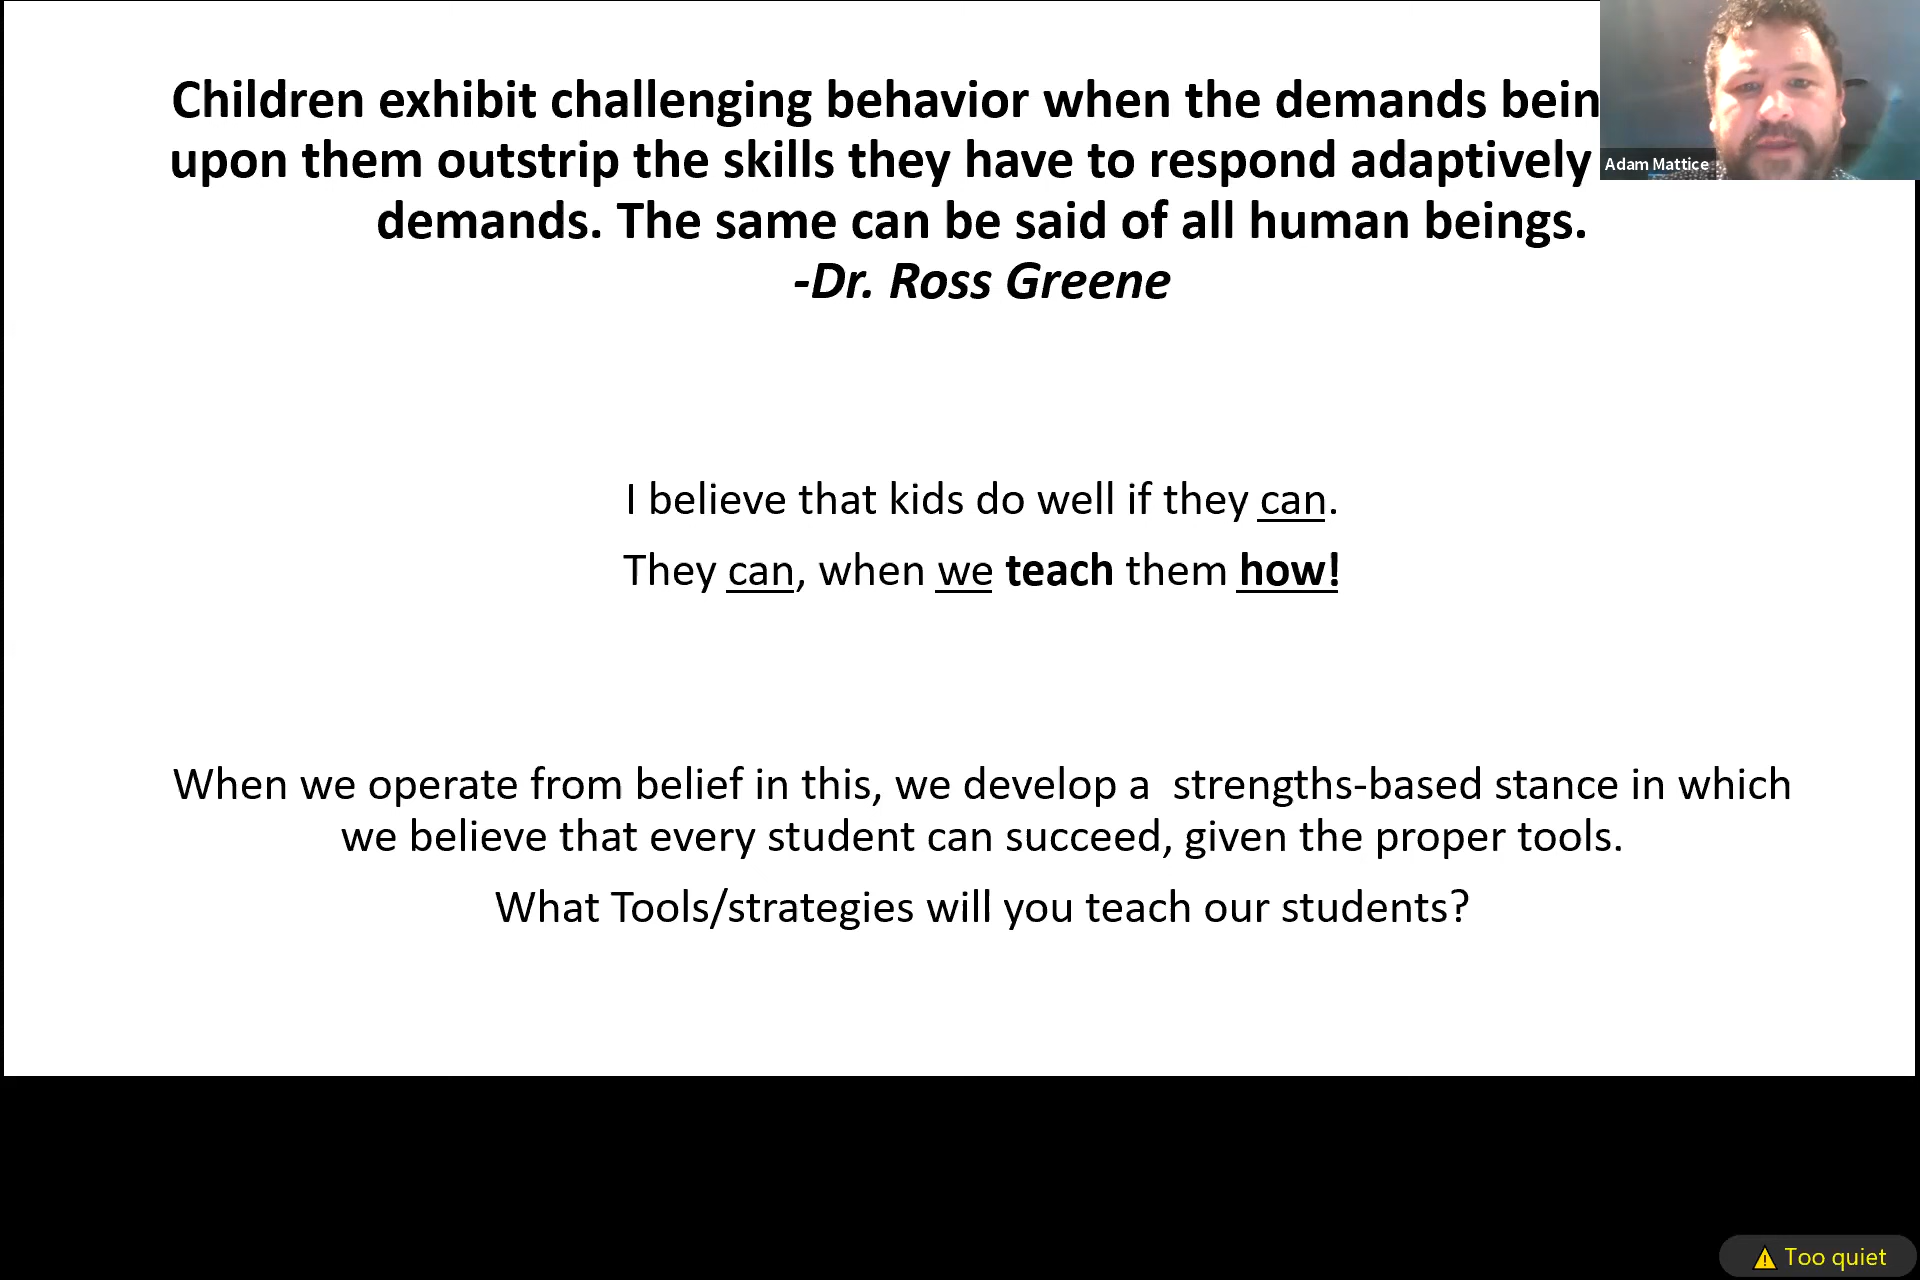 Children exhibit challenging behavior when the demands bein
upon them outstrip the skills they have to respond adaptively
demands. The same can be said of all human beings.
-Dr. Ross Greene
Adam Mattice
I believe that kids do well if they can.
They can, when we teach them how!
When we operate from belief in this, we develop a  strengths-based stance in which
we believe that every student can succeed, given the proper tools.
What Tools/strategies will you teach our students?
Too quiet